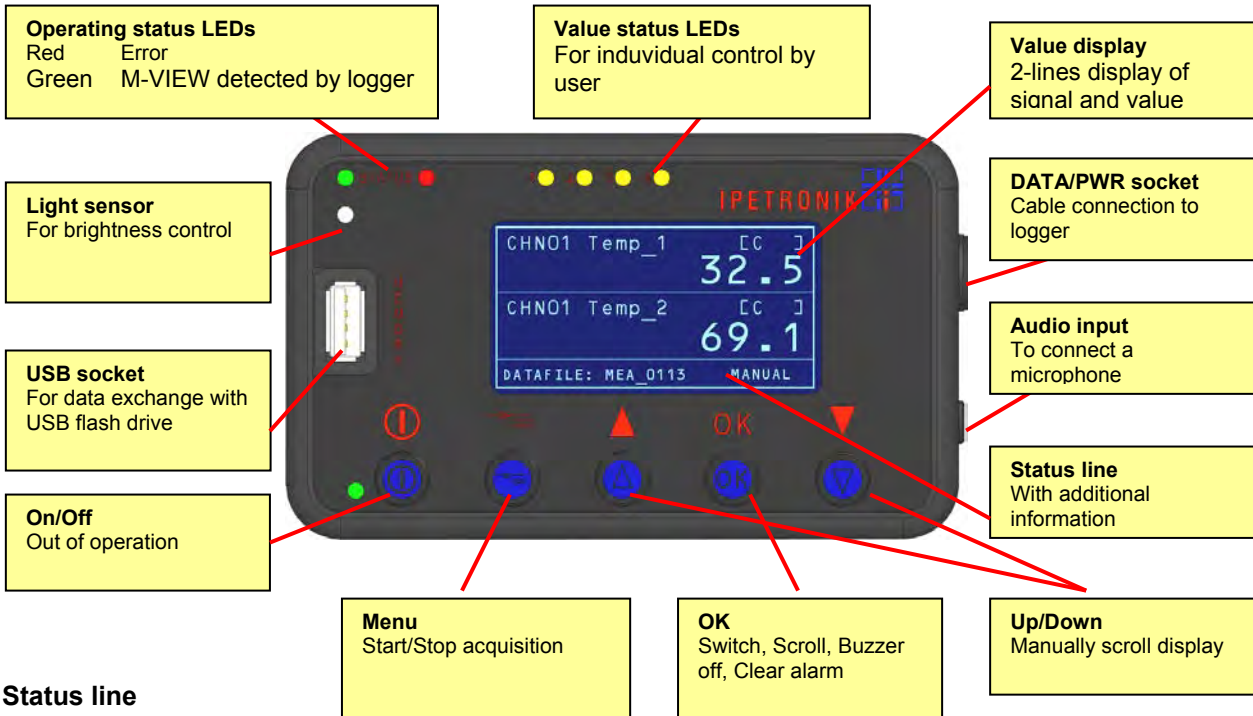 Operating status LEDs
Red Error
Green M-VIEW detected by logger
Value status LEDs
For induvidual control by
user
Value display
2-lines display of
signal and value
Light sensor
For brightness control
DATA/PWR socket
Cable connection to
logger
IPETRONIK
CHNO1 Temp_1 [C ]
32.5
CHNO1 Temp_2 [C ]
69.1
DATAFILE: MEA_0113 MANUAL
Audio input
To connect a
microphone
USB socket
For data exchange with
USB flash drive
OK
OK
Status line
With additional
information
On/Off
Out of operation
Menu
Start/Stop acquisition
OK
Switch, Scroll, Buzzer
off, Clear alarm
Up/Down
Manually scroll display
Status line